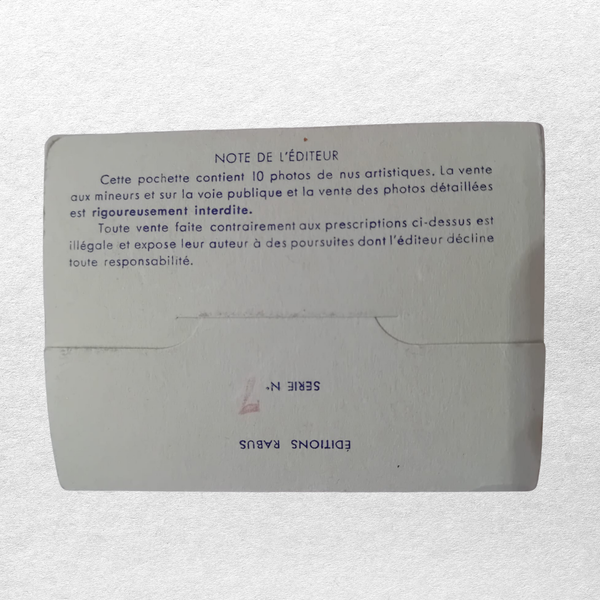 NOTE DE L'ÉDITEUR
Cette pochette contient 10 photos de nus artistiques. La vente
aux mineurs et sur la voie publique et la vente des photos détaillées
est rigoureusement interdite.
Toute vente faite contrairement aux prescriptions ci-dessus est
illégale et expose leur auteur à des poursuites dont l'éditeur décline
toute responsabilité.
SERIE N° 7
ÉDITIONS RABUS